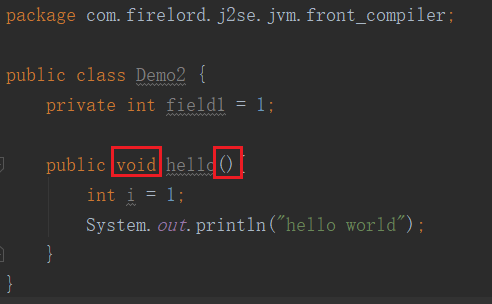 package com.firelord.j2se.jvm.front_compiler;
public class Demo2 {
private int field1 = 1;
public void hello(){
int i = 1;
System.out.println("hello world");
}
}